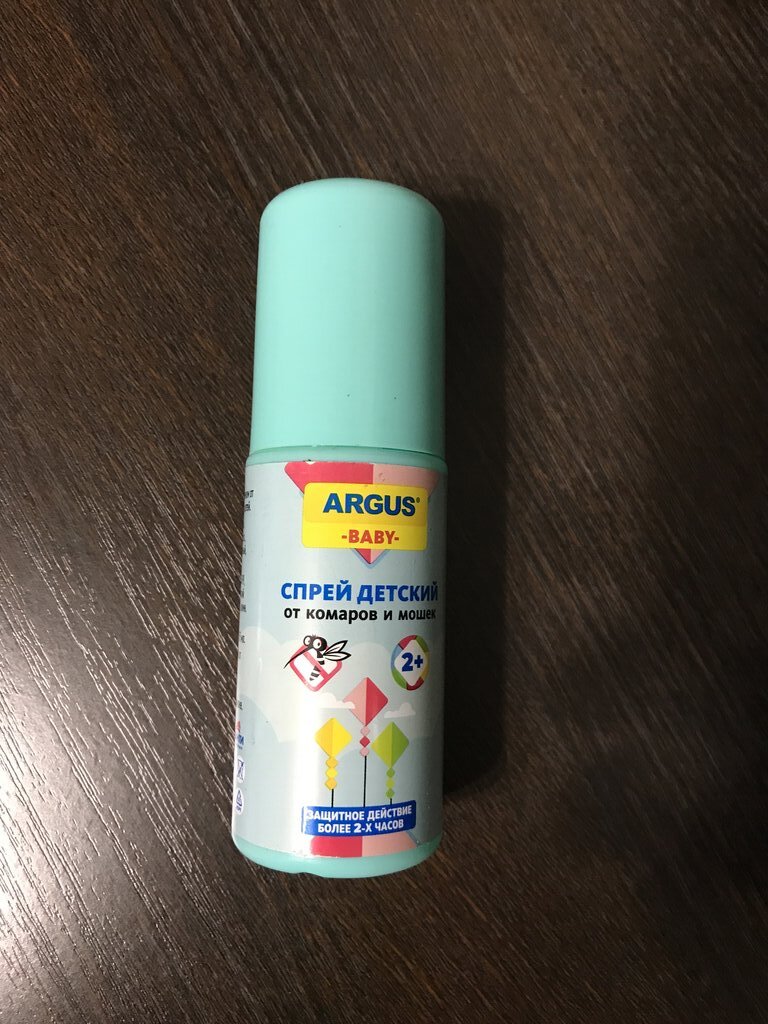 ARGUS®
-BABY-
СПРЕЙ ДЕТСКИЙ
от комаров и мошек
2+
ЗАЩИТНОЕ ДЕЙСТВИЕ
БОЛЕЕ 2-Х ЧАСОВ